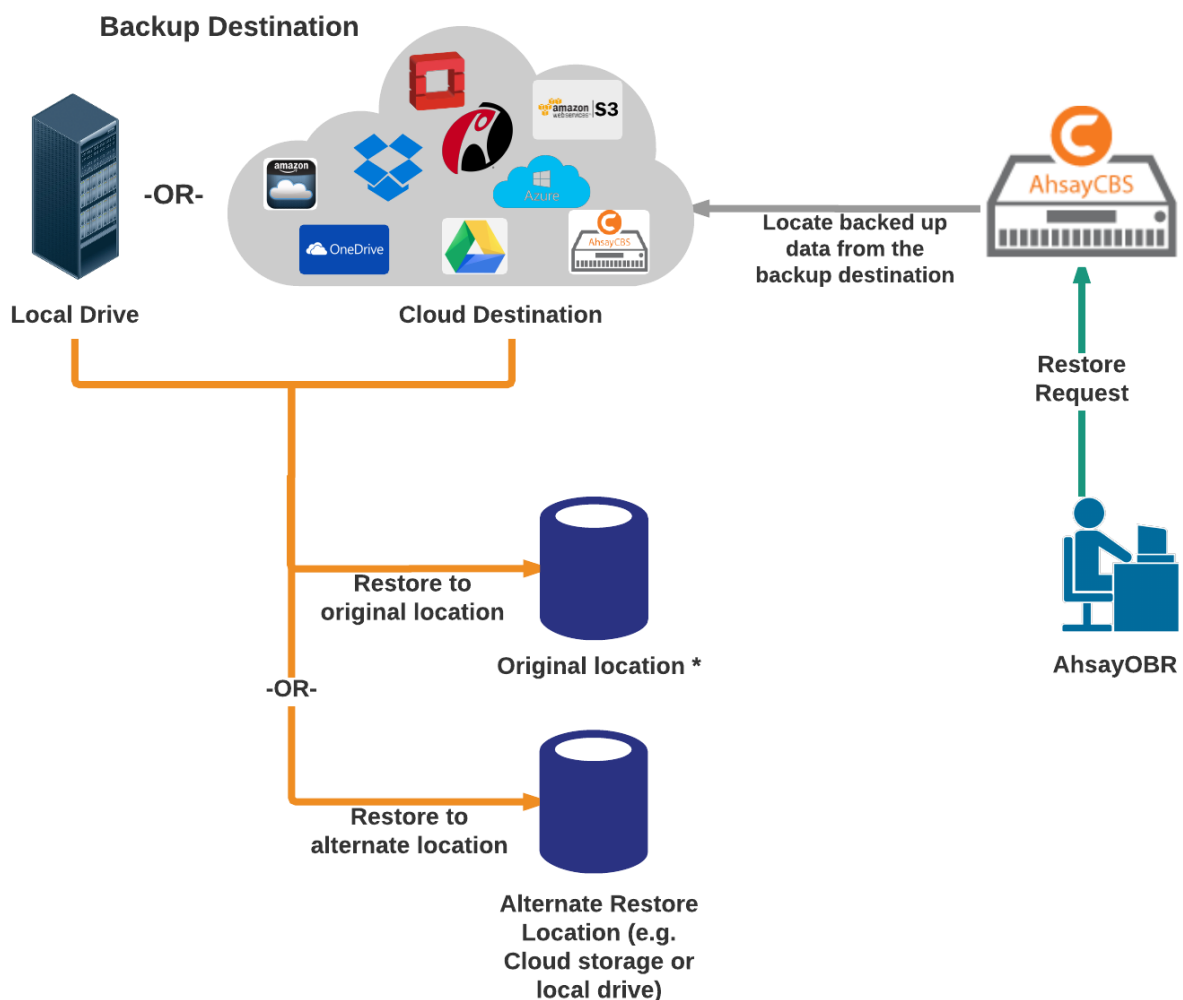 Backup Destination
amazon
webservices
S3
amazon
-OR-
Azure
OneDrive
AhsayCBS
AhsayCBS
Locate backed up
data from the
backup destination
Local Drive
Cloud Destination
Restore
Request
Restore to
original location
Original location *
AhsayOBR
-OR-
Restore to
alternate location
Alternate Restore
Location (e.g.
Cloud storage or
local drive)